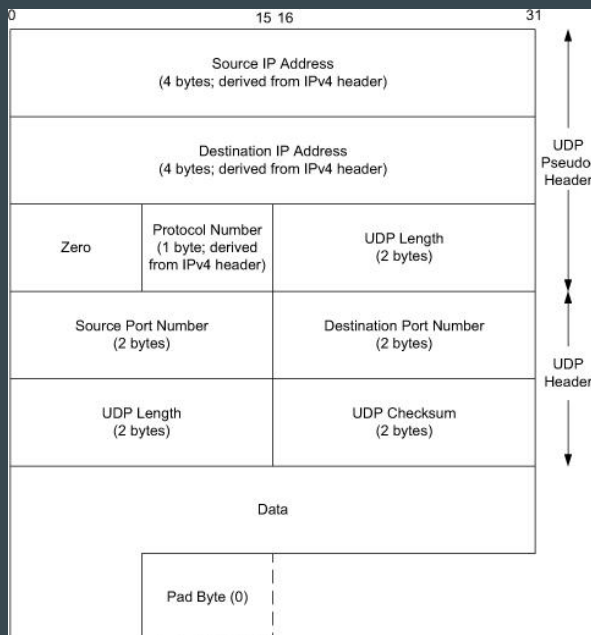 0 15 16 31
Source IP Address
(4 bytes; derived from IPv4 header)
Destination IP Address
(4 bytes; derived from IPv4 header)
UDP
Pseudo
Header
Zero
Protocol Number
(1 byte; derived
from IPv4 header)
UDP Length
(2 bytes)
Source Port Number
(2 bytes)
Destination Port Number
(2 bytes)
UDP
Header
UDP Length
(2 bytes)
UDP Checksum
(2 bytes)
Data
Pad Byte (0)